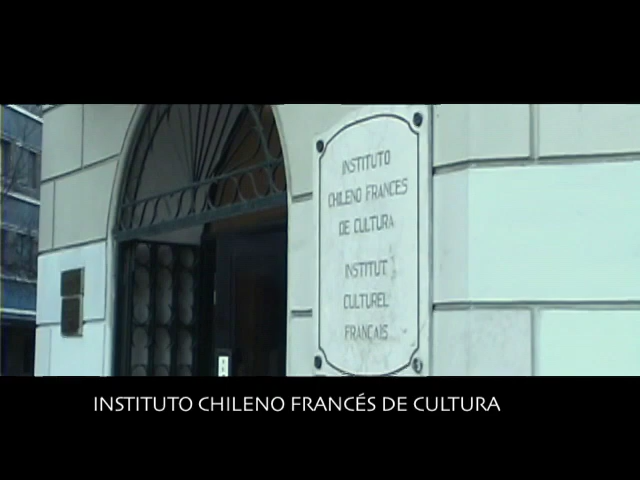 INSTITUTO
CHILENO FRANCES
DE CULTURA
INSTITUT
CULTUREL
FRANÇAIS
INSTITUTO CHILENO FRANCÉS DE CULTURA